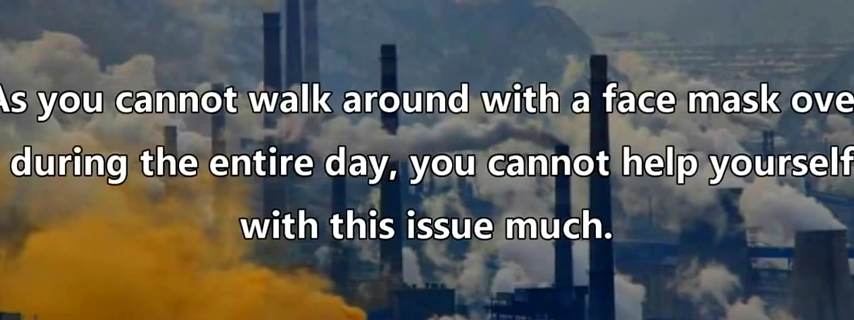 As you cannot walk around with a face mask ove
during the entire day, you cannot help yourself
with this issue much.